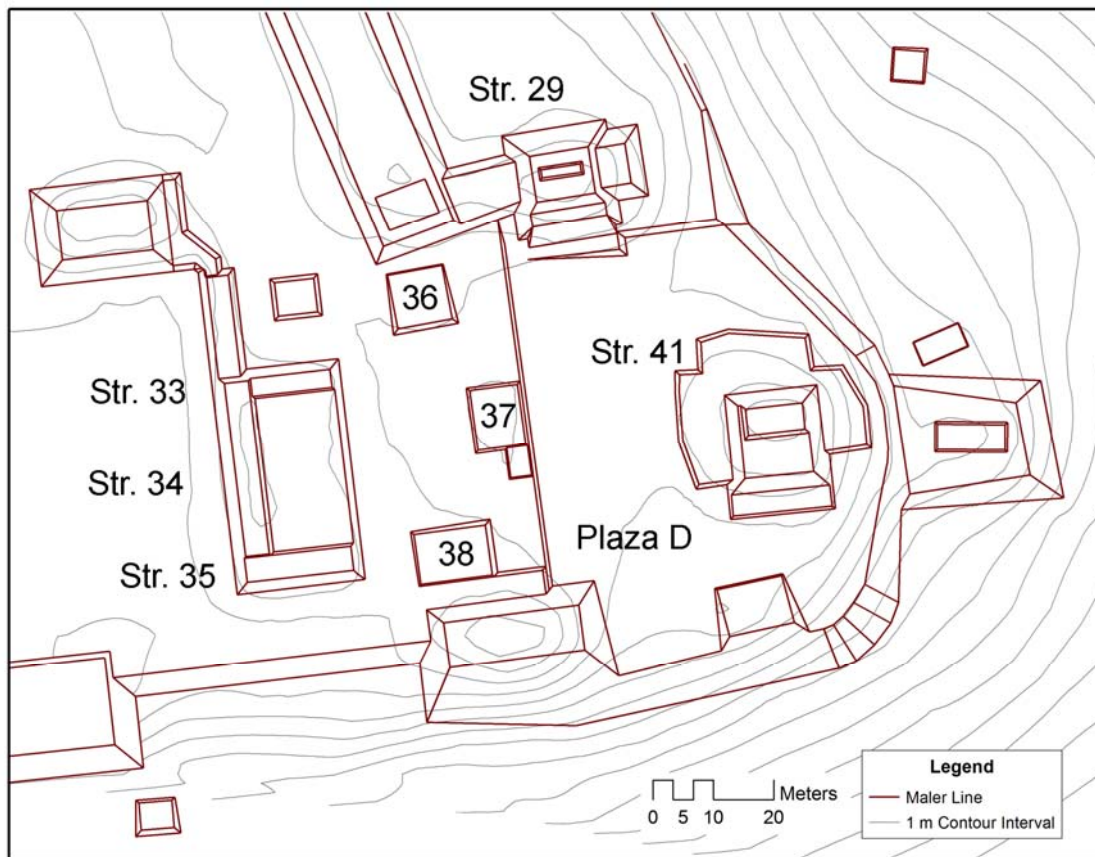 Str. 29
36
Str. 41
Str. 33
37
Str. 34
Plaza D
38
Str. 35
Meters
0 5 10 20
Legend
Maler Line
1 m Contour Interval